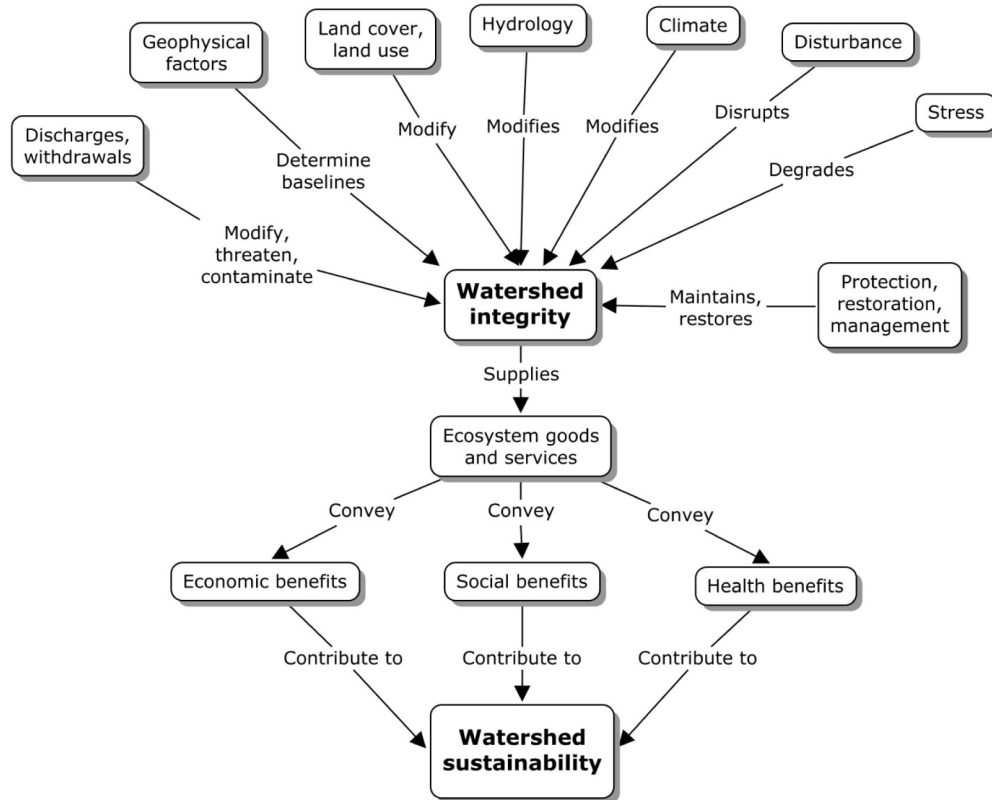 Land cover,
land use
Hydrology
Climate
Geophysical
factors
Disturbance
Discharges,
withdrawals
Stress
Modify
Modifies
Modifies
Disrupts
Determine
baselines
Degrades
Modify,
threaten,
contaminate
Watershed
integrity
Maintains,
restores
Protection,
restoration,
management
Supplies
Ecosystem goods
and services
Convey
Convey
Convey
Economic benefits
Social benefits
Health benefits
Contribute to
Contribute to
Contribute to
Watershed
sustainability